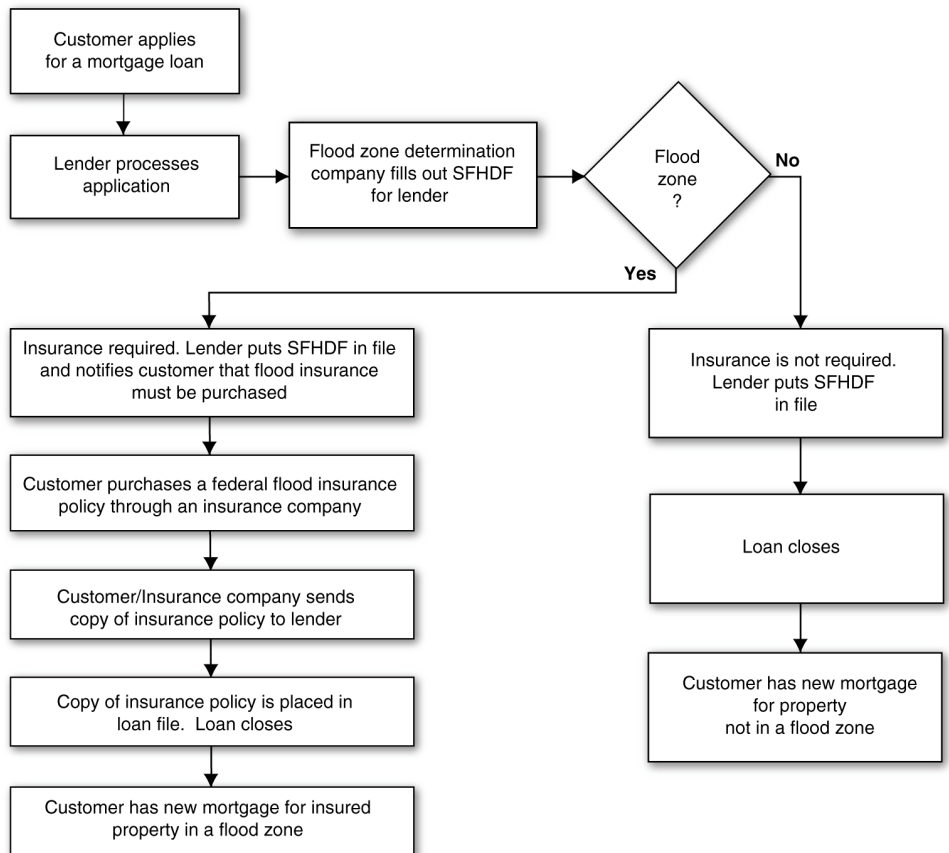 Customer applies
for a mortgage loan
Lender processes
application
Flood zone determination
company fills out SFHDF
for lender
Flood
zone
?
No
Yes
Insurance required. Lender puts SFHDF in file
and notifies customer that flood insurance
must be purchased
Customer purchases a federal flood insurance
policy through an insurance company
Customer/Insurance company sends
copy of insurance policy to lender
Copy of insurance policy is placed in
loan file.  Loan closes
Customer has new mortgage for insured
property in a flood zone
Insurance is not required.
Lender puts SFHDF
in file
Loan closes
Customer has new mortgage
for property
not in a flood zone